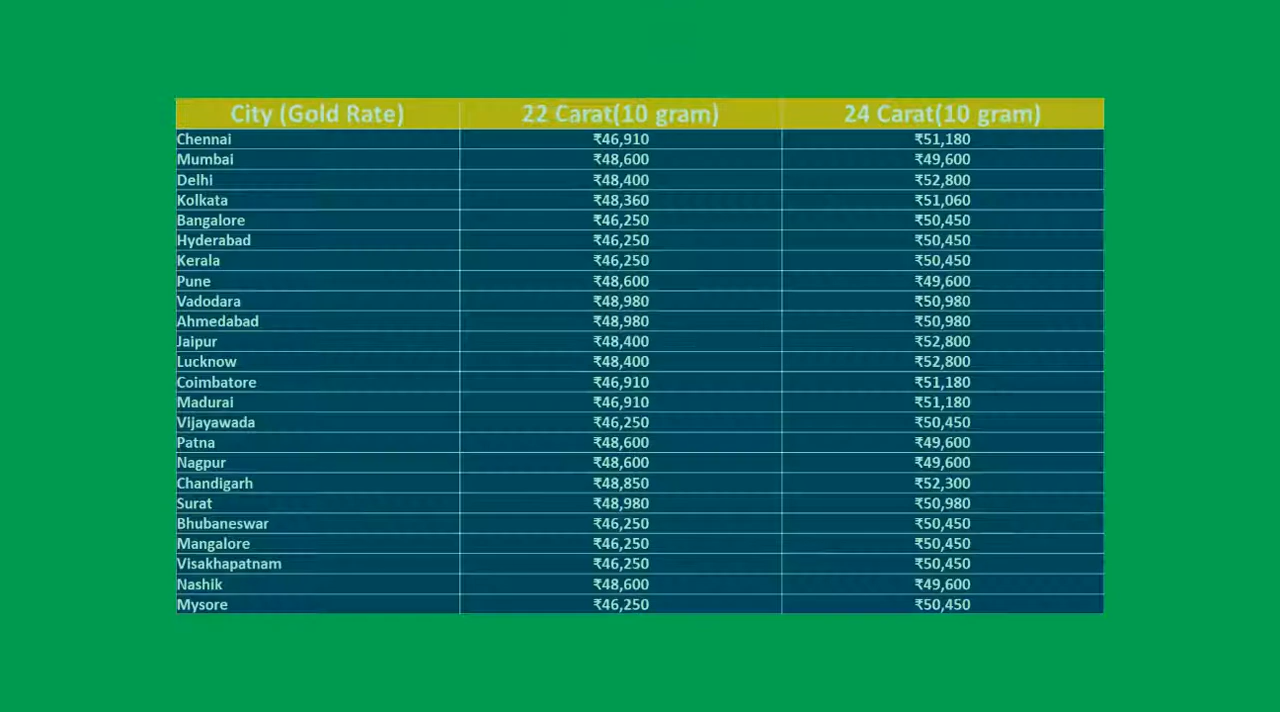 City (Gold Rate) 22 Carat(10 gram) 24 Carat(10 gram)
Chennai ₹46,910 ₹51,180
Mumbai ₹48,600 ₹49,600
Delhi ₹48,400 ₹52,800
Kolkata ₹48,360 ₹51,060
Bangalore ₹46,250 ₹50,450
Hyderabad ₹46,250 ₹50,450
Kerala ₹46,250 ₹50,450
Pune ₹48,600 ₹49,600
Vadodara ₹48,980 ₹50,980
Ahmedabad ₹48,980 ₹50,980
Jaipur ₹48,400 ₹52,800
Lucknow ₹48,400 ₹52,800
Coimbatore ₹46,910 ₹51,180
Madurai ₹46,910 ₹51,180
Vijayawada ₹46,250 ₹50,450
Patna ₹48,600 ₹49,600
Nagpur ₹48,600 ₹49,600
Chandigarh ₹48,850 ₹52,300
Surat ₹48,980 ₹50,980
Bhubaneswar ₹46,250 ₹50,450
Mangalore ₹46,250 ₹50,450
Visakhapatnam ₹46,250 ₹50,450
Nashik ₹48,600 ₹49,600
Mysore ₹46,250 ₹50,450